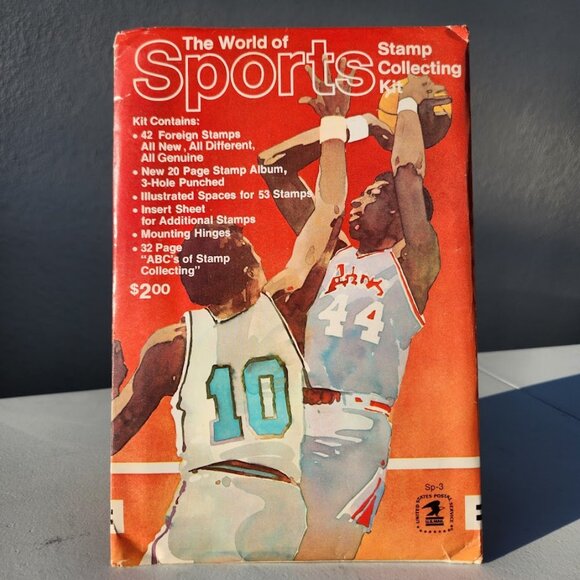 The World of
Sports
Stamp
Collecting
Kit
Kit Contains:
• 42 Foreign Stamps
All New, All Different,
All Genuine
• New 20 Page Stamp Album,
3-Hole Punched
• Illustrated Spaces for 53 Stamps
• Insert Sheet
for Additional Stamps
• Mounting Hinges
• 32 Page
"ABC's of Stamp
Collecting"
$2.00
44
10
Sp-3
UNITED STATES POSTAL SERVICE
U.S. MAIL